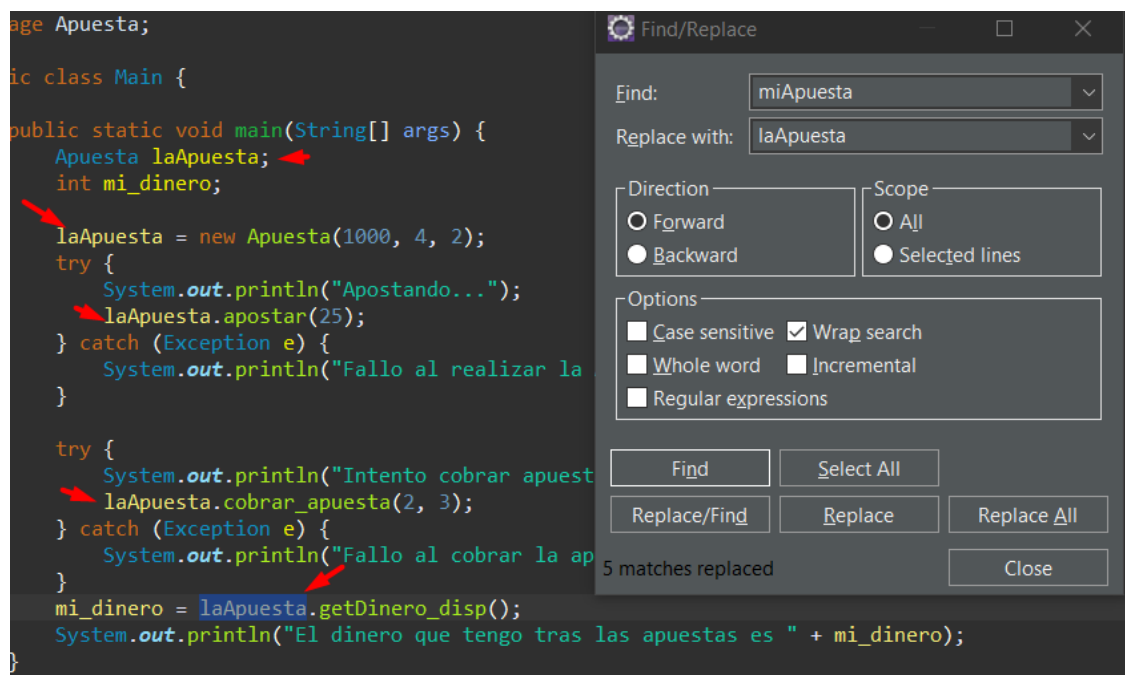 age Apuesta;
ic class Main {
public static void main(String[] args) {
Apuesta laApuesta;
int mi_dinero;
laApuesta = new Apuesta(1000, 4, 2);
try {
System.out.println("Apostando...");
laApuesta.apostar(25);
} catch (Exception e) {
System.out.println("Fallo al realizar la
}
try {
System.out.println("Intento cobrar apuest
laApuesta.cobrar_apuesta(2, 3);
} catch (Exception e) {
System.out.println("Fallo al cobrar la ap
}
mi_dinero = laApuesta.getDinero_disp();
System.out.println("El dinero que tengo tras las apuestas es " + mi_dinero);
}
Find/Replace
Find: miApuesta
Replace with: laApuesta
Direction
Forward
Backward
Scope
All
Selected lines
Options
Case sensitive Wrap search
Whole word Incremental
Regular expressions
Find Select All
Replace/Find Replace Replace All
5 matches replaced Close